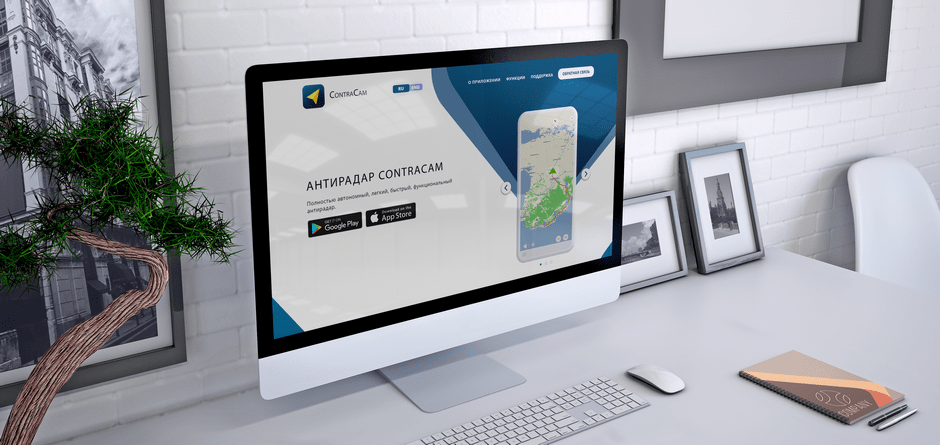 CONTRACAM
RU ENG
О ПРИЛОЖЕНИИ ФУНКЦИИ ПОДДЕРЖКА ОБРАТНАЯ СВЯЗЬ
АНТИРАДАР CONTRACAM
Полностью автономный, легкий, быстрый, функциональный
антирадар.
GET IT ON
Google Play
Download on the
App Store
COMPANY